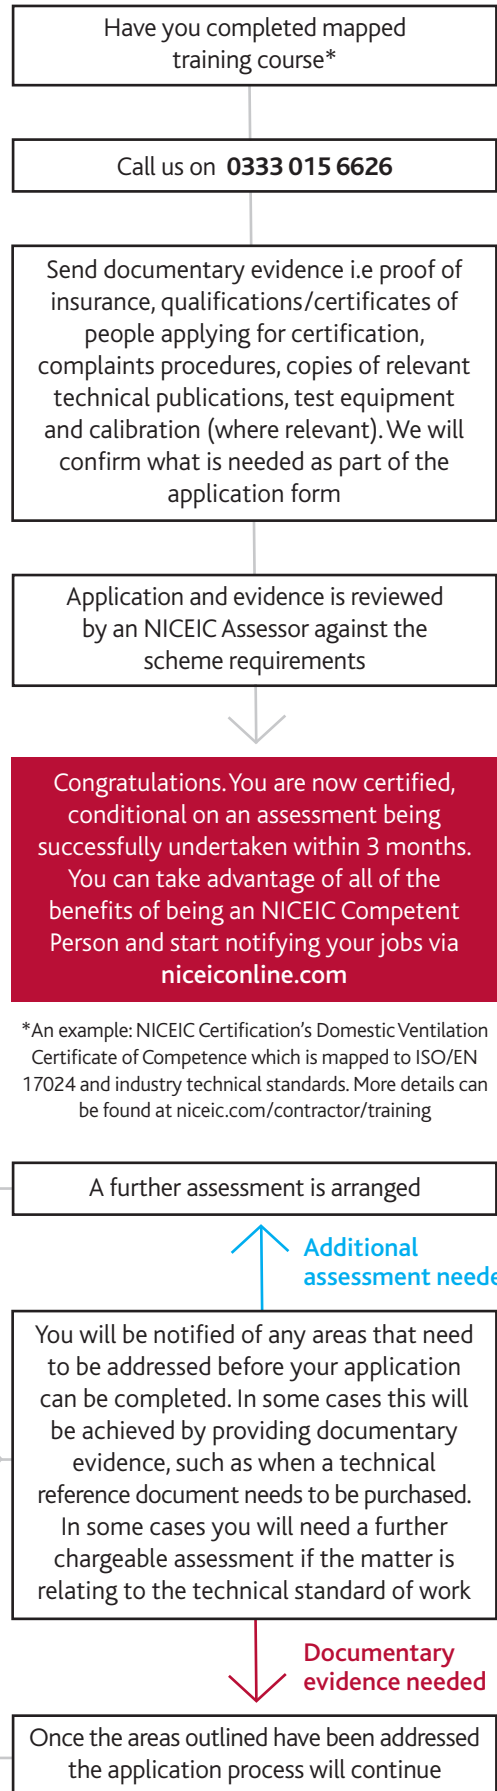 Have you completed mapped
training course*
Call us on 0333 015 6626
Send documentary evidence i.e proof of
insurance, qualifications/certificates of
people applying for certification,
complaints procedures, copies of relevant
technical publications, test equipment
and calibration (where relevant). We will
confirm what is needed as part of the
application form
Application and evidence is reviewed
by an NICEIC Assessor against the
scheme requirements
Congratulations. You are now certified,
conditional on an assessment being
successfully undertaken within 3 months.
You can take advantage of all of the
benefits of being an NICEIC Competent
Person and start notifying your jobs via
niceiconline.com
*An example: NICEIC Certification's Domestic Ventilation
Certificate of Competence which is mapped to ISO/EN
17024 and industry technical standards. More details can
be found at niceic.com/contractor/training
A further assessment is arranged
Additional
assessment neede
You will be notified of any areas that need
to be addressed before your application
can be completed. In some cases this will
be achieved by providing documentary
evidence, such as when a technical
reference document needs to be purchased.
In some cases you will need a further
chargeable assessment if the matter is
relating to the technical standard of work
Documentary
evidence needed
Once the areas outlined have been addressed
the application process will continue